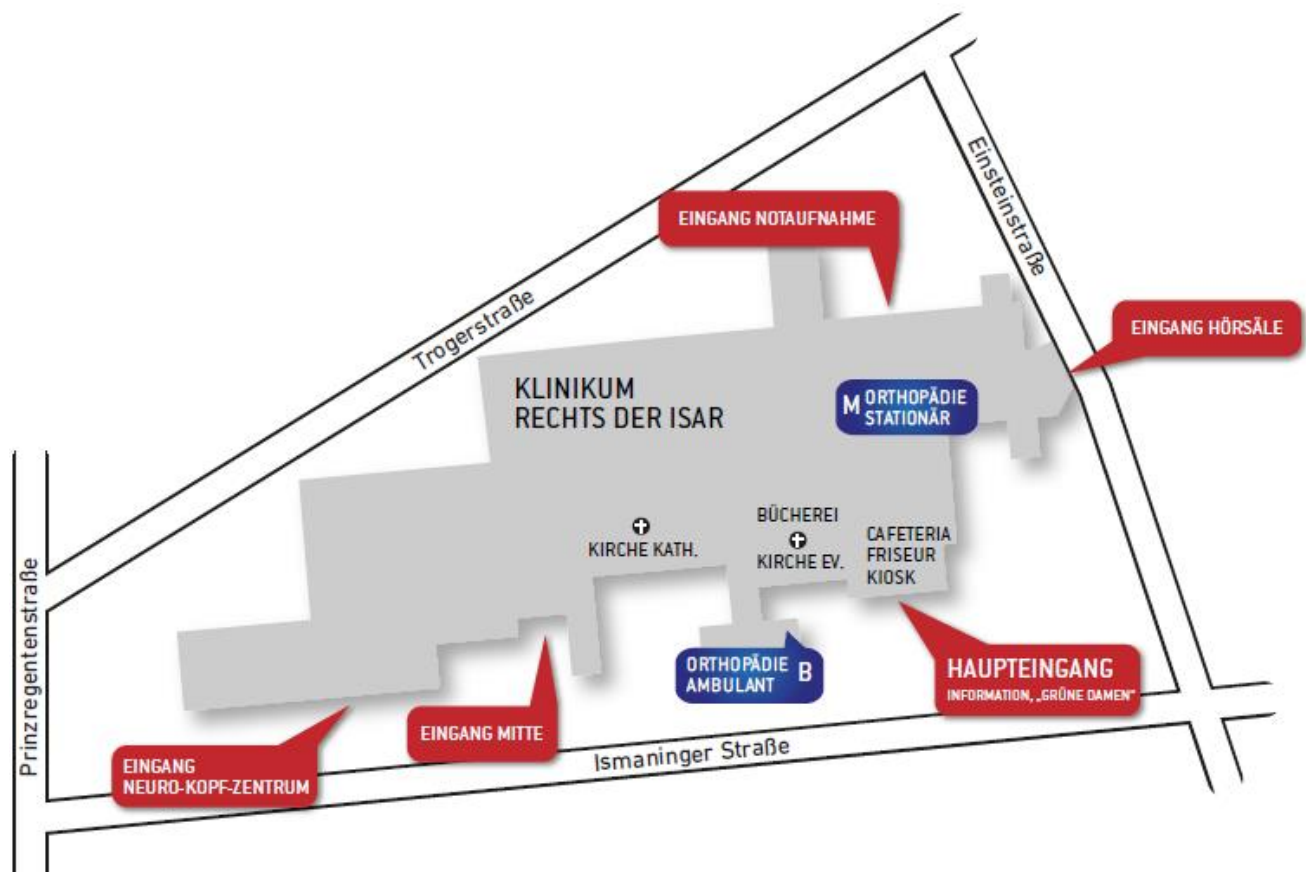 Einsteinstraße
EINGANG NOTAUFNAHME
Trogerstraße
EINGANG HÖRSÄLE
KLINIKUM
RECHTS DER ISAR
M ORTHOPÄDIE
STATIONÄR
BÜCHEREI
KIRCHE KATH.
KIRCHE EV.
CAFETERIA
FRISEUR
KIOSK
Prinzregentenstraße
ORTHOPÄDIE B
AMBULANT
HAUPTEINGANG
INFORMATION, „GRÜNE DAMEN"
EINGANG MITTE
Ismaninger Straße
EINGANG
NEURO-KOPF-ZENTRUM